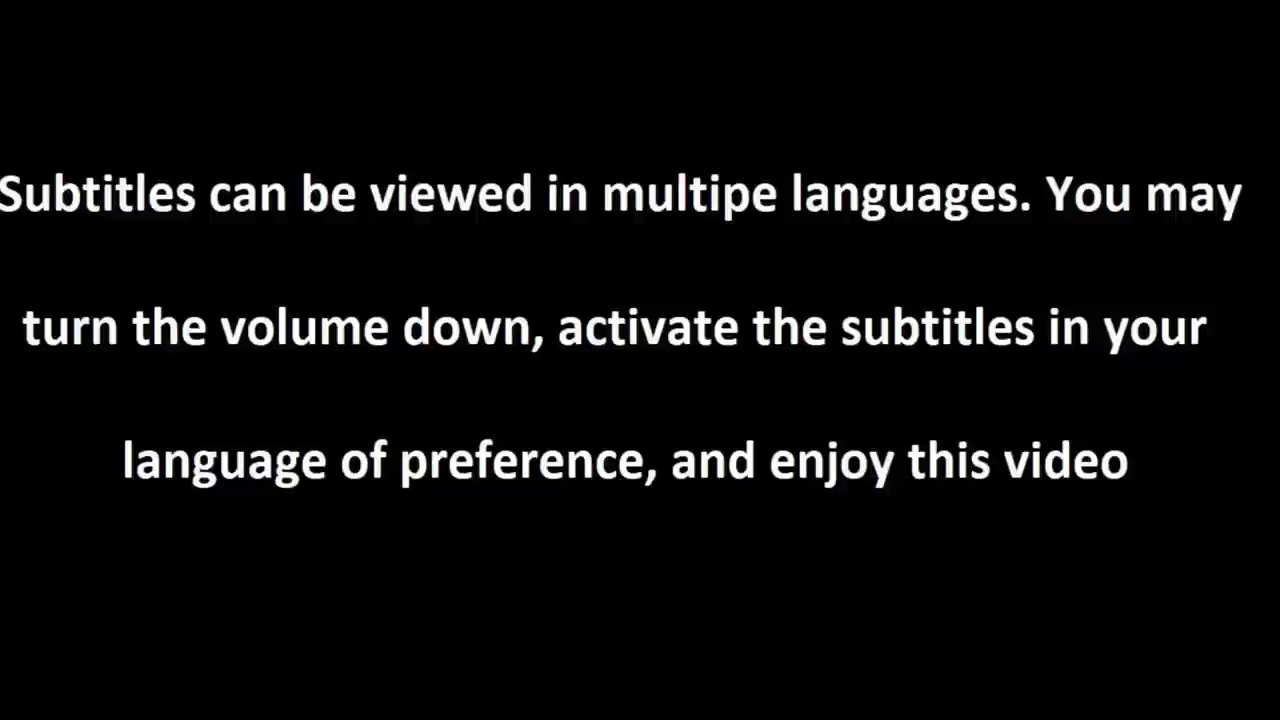 Subtitles can be viewed in multipe languages. You may
turn the volume down, activate the subtitles in your
language of preference, and enjoy this video